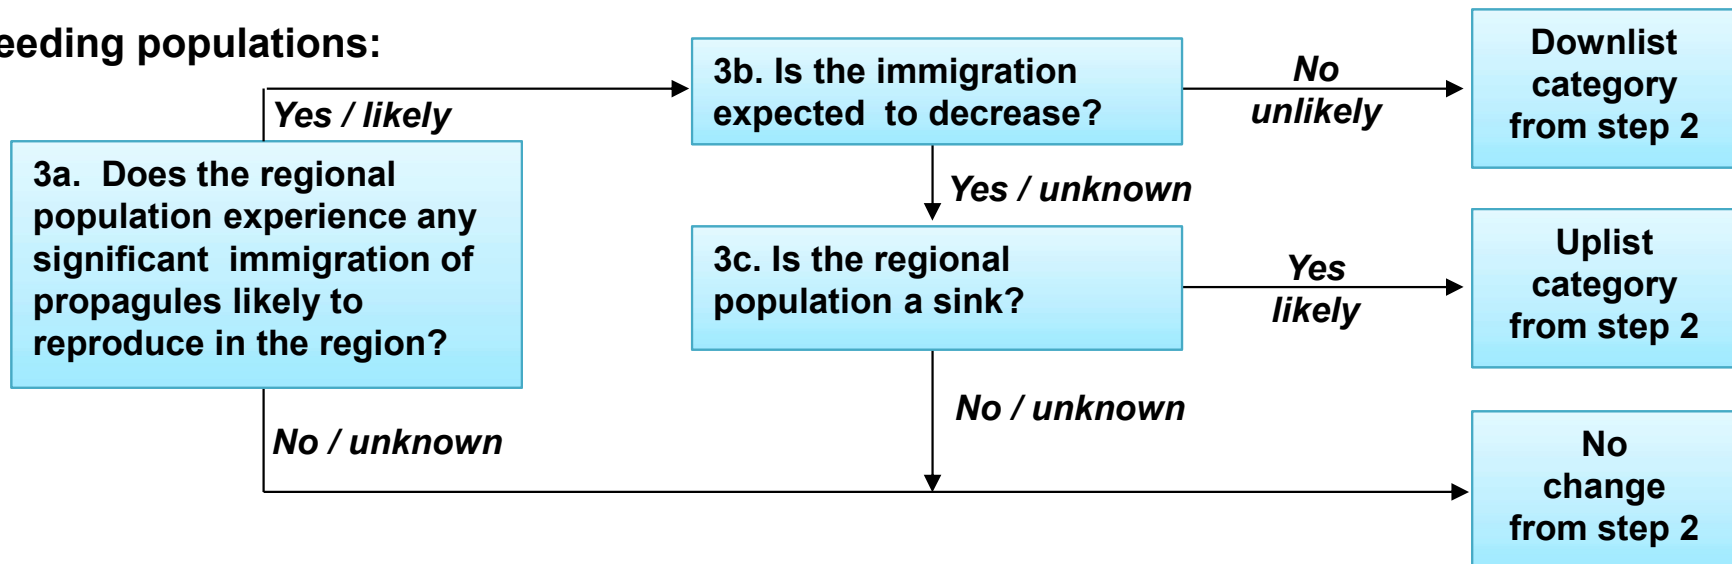 eeding populations:
3a. Does the regional
population experience any
significant immigration of
propagules likely to
reproduce in the region?
Yes / likely
No / unknown
3b. Is the immigration
expected to decrease?
No
unlikely
Yes / unknown
3c. Is the regional
population a sink?
Yes
likely
No / unknown
Downlist
category
from step 2
Uplist
category
from step 2
No
change
from step 2